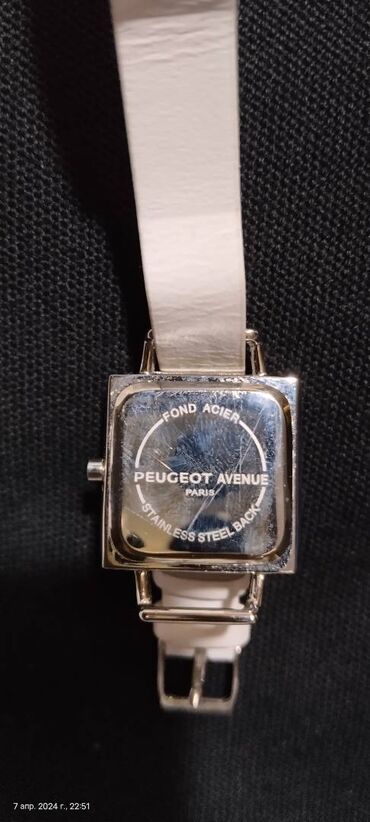 FOND ACIER
PEUGEOT AVENUE
PARIS
STAINLESS STEEL BACK
7 апр. 2024 г., 22:51